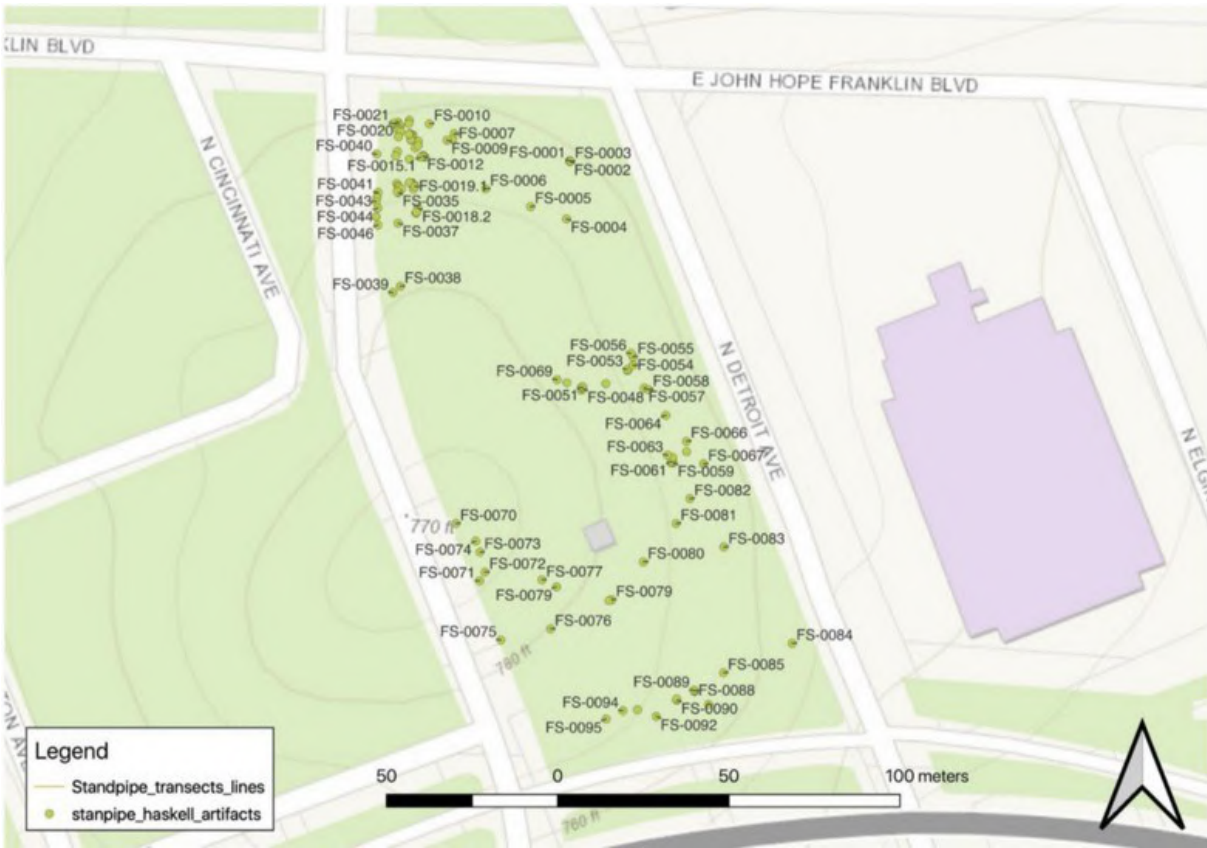 KLIN BLVD
E JOHN HOPE FRANKLIN BLVD
N CINCINNATI AVE
FS-0021
FS-0010
FS-0020
FS-0007
FS-0040
FS-0009
FS-0001
FS-0003
FS-0015.1
FS-0012
FS-0002
FS-0041
FS-0019.1
FS-0006
FS-0043
FS-0035
FS-0005
FS-0044
FS-0018.2
FS-0004
FS-0046
FS-0037
FS-0039
FS-0038
N DETROIT AVE
FS-0056
FS-0055
FS-0053
FS-0054
FS-0069
FS-0058
FS-0051
FS-0048
FS-0057
FS-0064
FS-0066
FS-0063
FS-0067
FS-0061
FS-0059
N ELGI
FS-0082
770 ft
FS-0070
FS-0081
FS-0074
FS-0073
FS-0083
FS-0080
FS-0071
FS-0072
FS-0077
FS-0079
FS-0079
FS-0076
FS-0075
780 ft
FS-0084
FS-0085
FS-0089
FS-0088
FS-0094
FS-0090
FS-0095
FS-0092
TON AVE
Legend
Standpipe_transects_lines
stanpipe_haskell_artifacts
50 0 50 100 meters
760 ft